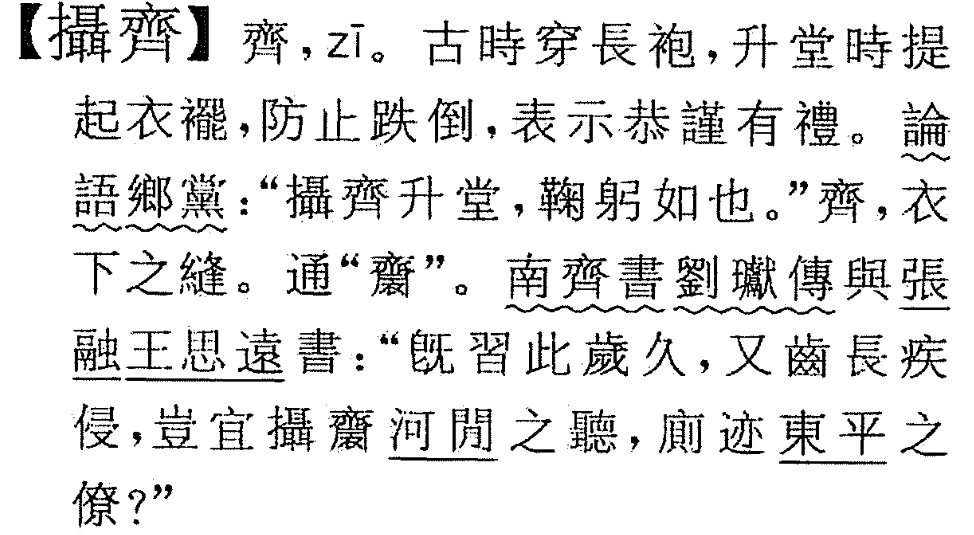 【攝齊】 齊，zī。古時穿長袍，升堂時提
起衣襬，防止跌倒，表示恭謹有禮。論
語鄉黨：“攝齊升堂，鞠躬如也。”齊，衣
下之縫。通“齌”。南齊書劉瓛傳與張
融王思遠書：“旣習此歲久，又齒長疾
侵，豈宜攝齌河閒之聽，廁迹東平之
僚？”